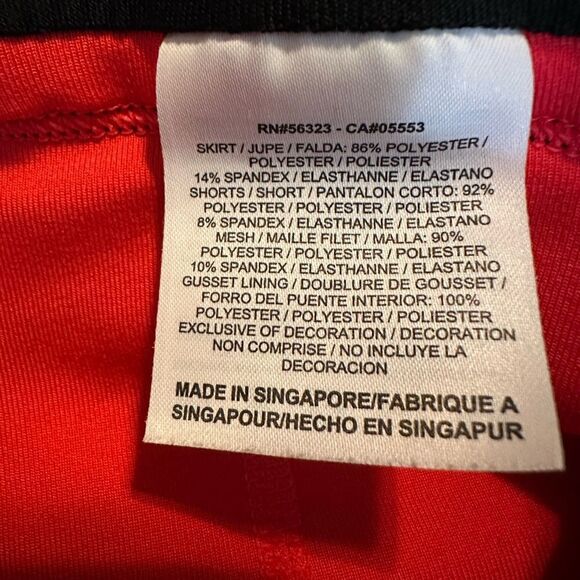 RN#56323 - CA#05553
SKIRT / JUPE / FALDA: 86% POLYESTER /
POLYESTER / POLIESTER
14% SPANDEX / ELASTHANNE / ELASTANO
SHORTS / SHORT / PANTALON CORTO: 92%
POLYESTER / POLYESTER / POLIESTER
8% SPANDEX / ELASTHANNE / ELASTANO
MESH / MAILLE FILET / MALLA: 90%
POLYESTER / POLYESTER / POLIESTER
10% SPANDEX / ELASTHANNE / ELASTANO
GUSSET LINING / DOUBLURE DE GOUSSET /
FORRO DEL PUENTE INTERIOR: 100%
POLYESTER / POLYESTER / POLIESTER
EXCLUSIVE OF DECORATION / DECORATION
NON COMPRISE / NO INCLUYE LA
DECORACION
MADE IN SINGAPORE/FABRIQUE A
SINGAPOUR/HECHO EN SINGAPUR